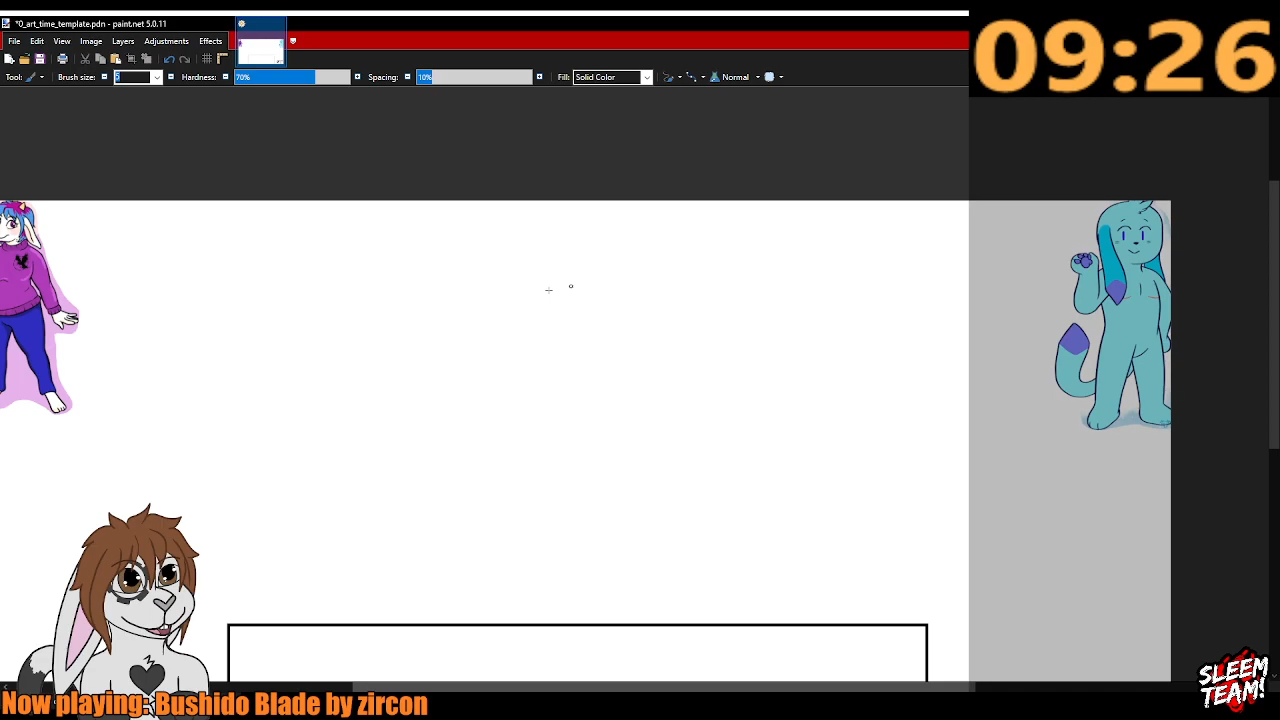 *0_art_time_template.pdn - paint.net 5.0.11
09:26
File Edit View Image Layers Adjustments Effects
Tool: Brush size: 5 Hardness: 70% Spacing: 10% Fill: Solid Color Normal
SLEEM
TEAM!
Now playing: Bushido Blade by zircon